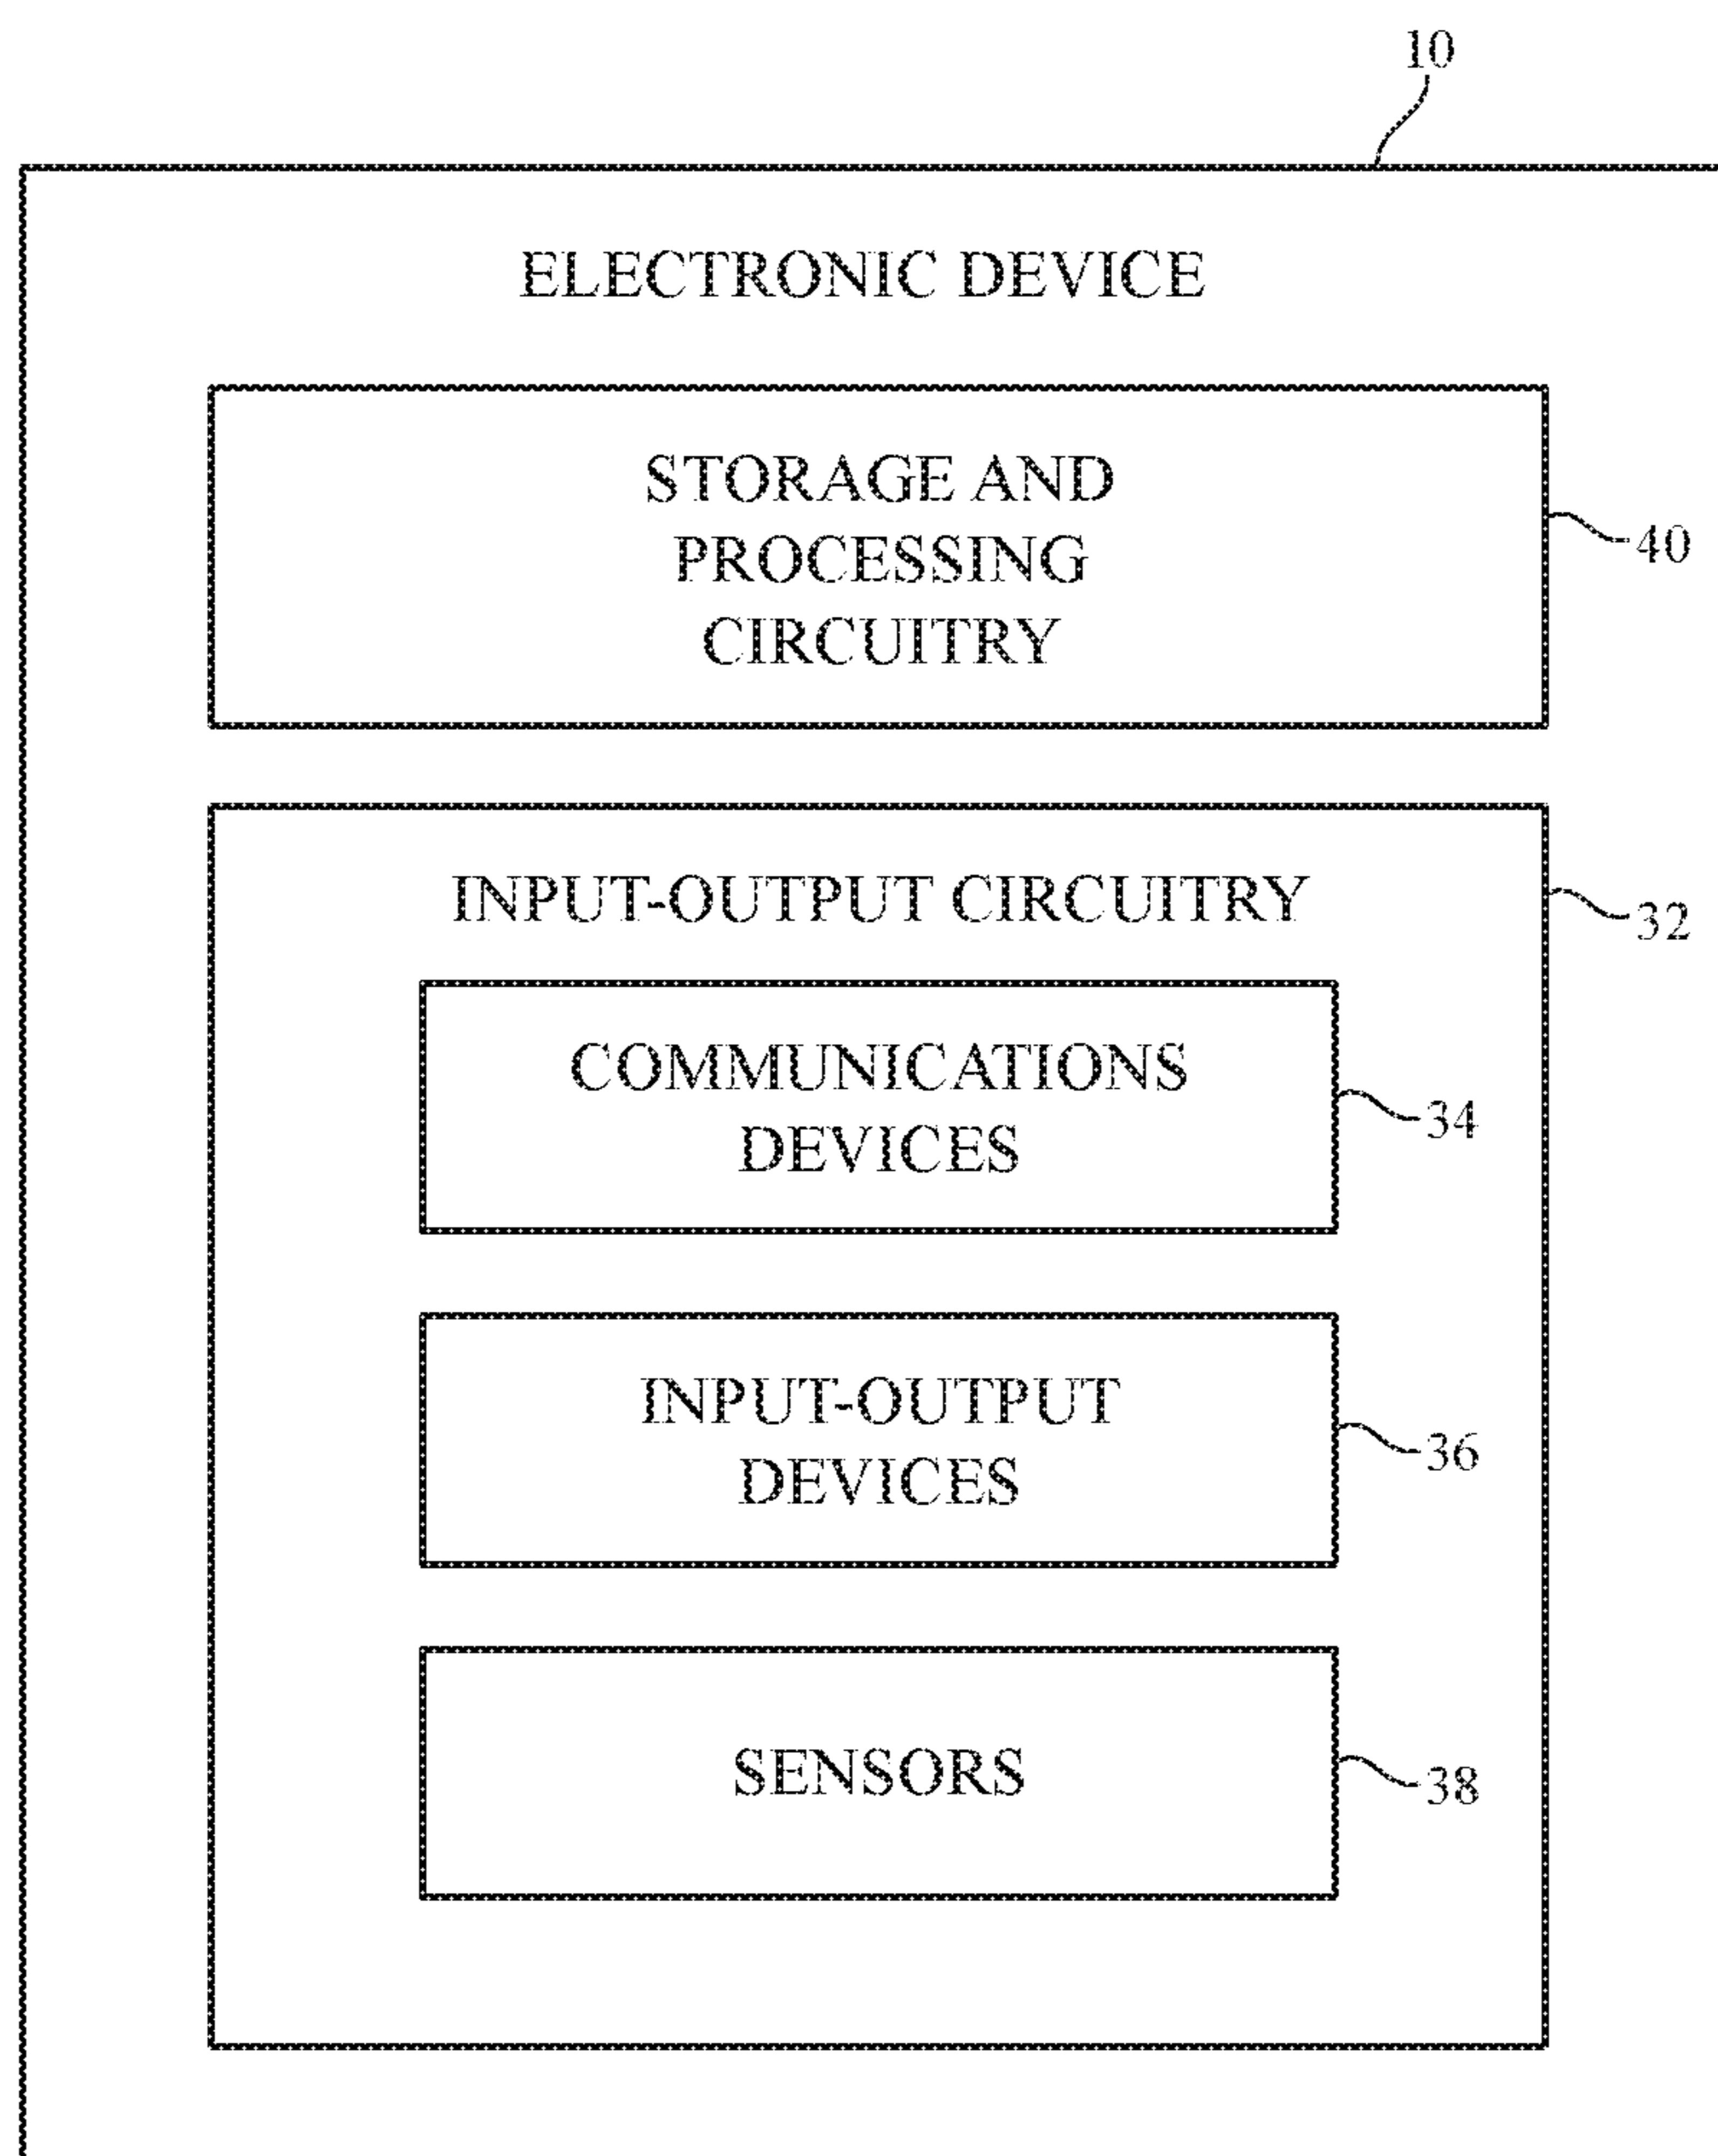 10
ELECTRONIC DEVICE
STORAGE AND
PROCESSING
CIRCUITRY
40
INPUT-OUTPUT CIRCUITRY
32
COMMUNICATIONS
DEVICES
34
INPUT-OUTPUT
DEVICES
36
SENSORS
38